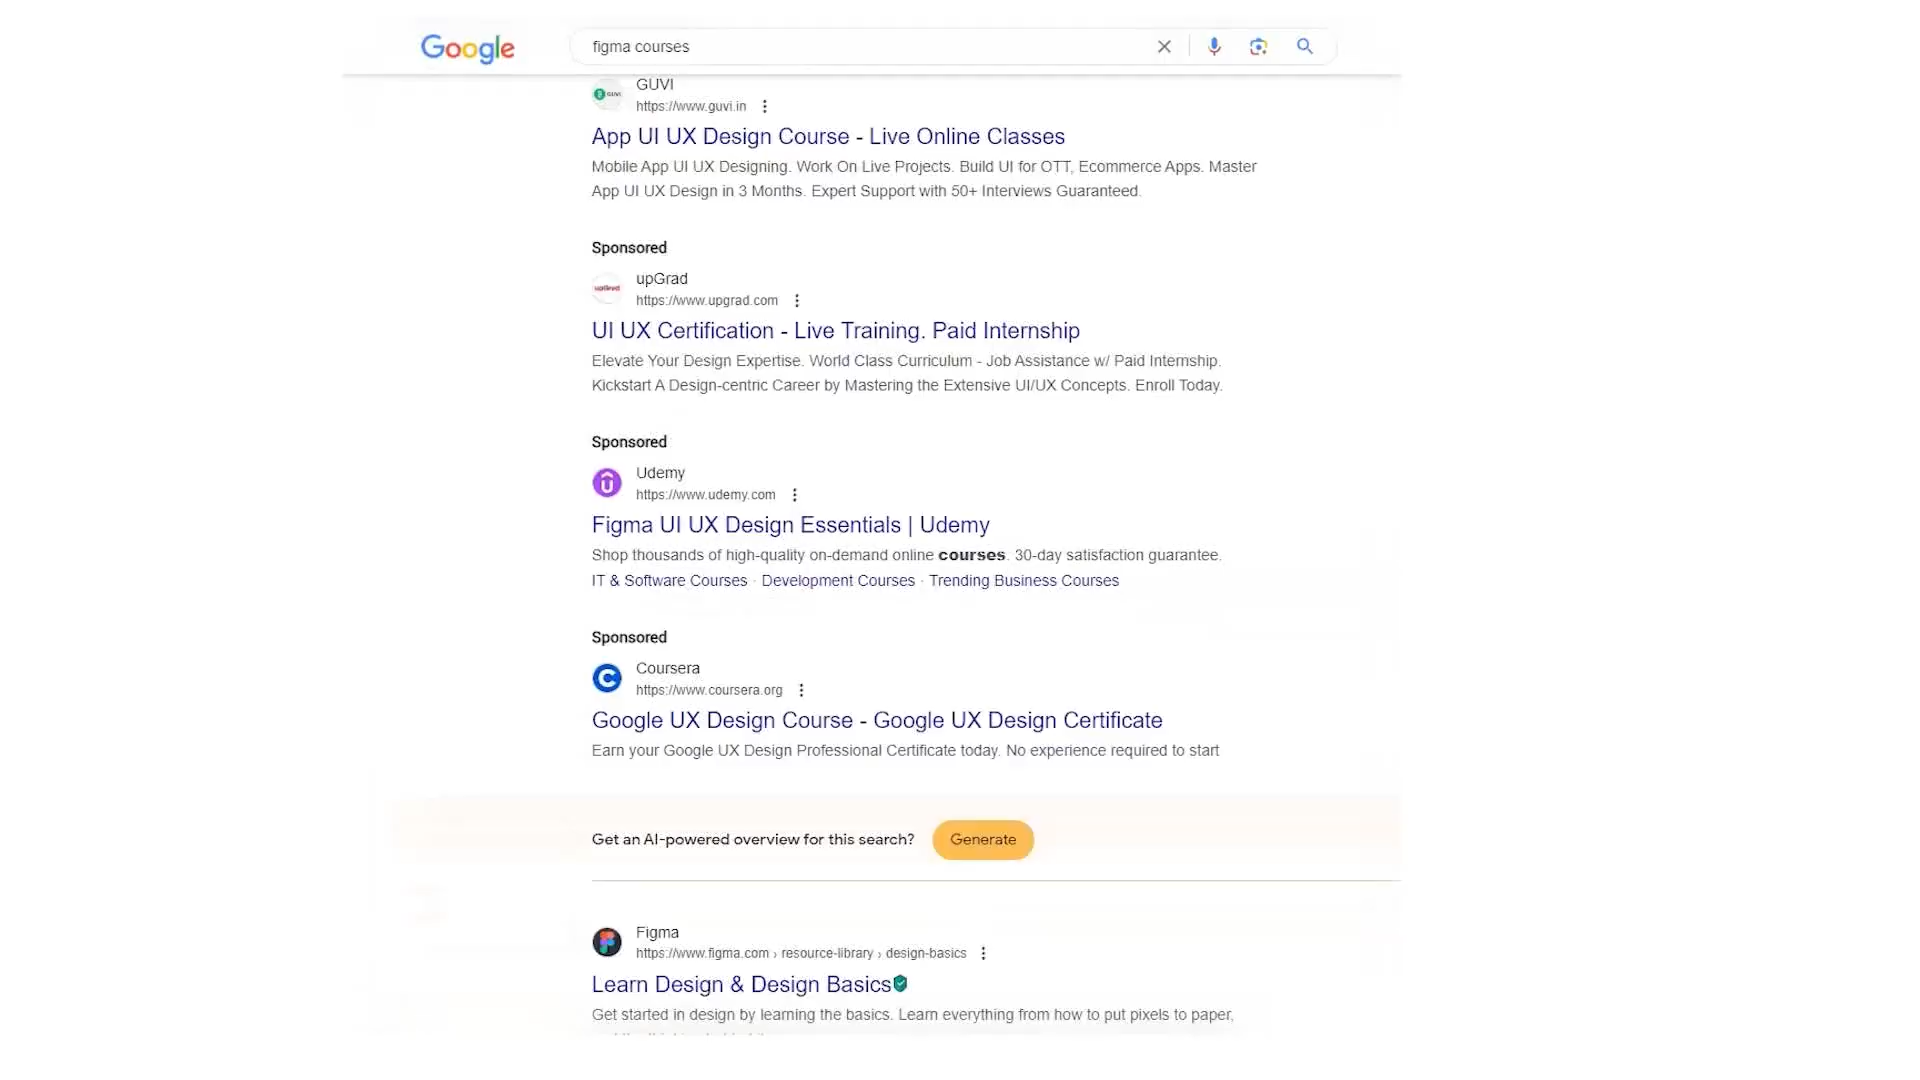 Google
figma courses
GUVI
GUVI
https://www.guvi.in
App UI UX Design Course - Live Online Classes
Mobile App UI UX Designing. Work On Live Projects. Build UI for OTT, Ecommerce Apps. Master
App UI UX Design in 3 Months. Expert Support with 50+ Interviews Guaranteed.
Sponsored
upGrad
upGrad
https://www.upgrad.com
UI UX Certification - Live Training. Paid Internship
Elevate Your Design Expertise. World Class Curriculum - Job Assistance w/ Paid Internship.
Kickstart A Design-centric Career by Mastering the Extensive UI/UX Concepts. Enroll Today.
Sponsored
Udemy
https://www.udemy.com
Figma UI UX Design Essentials | Udemy
Shop thousands of high-quality on-demand online courses. 30-day satisfaction guarantee.
IT & Software Courses · Development Courses · Trending Business Courses
Sponsored
Coursera
https://www.coursera.org
Google UX Design Course - Google UX Design Certificate
Earn your Google UX Design Professional Certificate today. No experience required to start
Get an AI-powered overview for this search? Generate
Figma
https://www.figma.com › resource-library › design-basics
Learn Design & Design Basics
Get started in design by learning the basics. Learn everything from how to put pixels to paper,